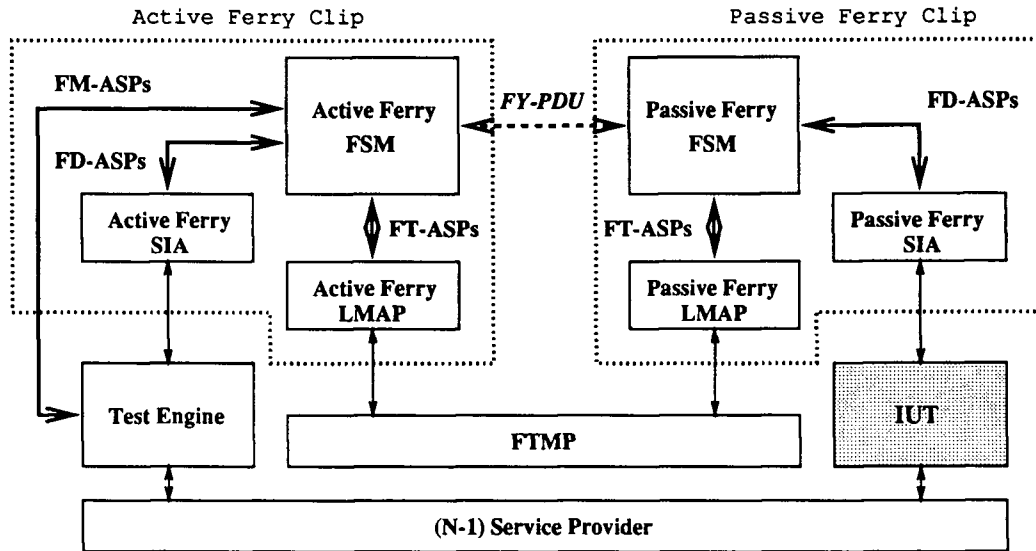 Active Ferry Clip
Passive Ferry Clip
FM-ASPs
Active Ferry
FSM
FY-PDU
Passive Ferry
FSM
FD-ASPs
FD-ASPs
Active Ferry
SIA
FT-ASPs
FT-ASPs
Passive Ferry
SIA
Active Ferry
LMAP
Passive Ferry
LMAP
Test Engine
FTMP
IUT
(N-1) Service Provider